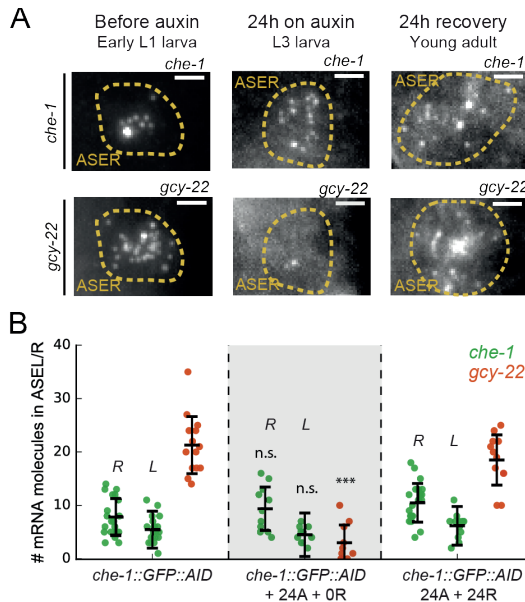 A
Before auxin
Early L1 larva
24h on auxin
L3 larva
24h recovery
Young adult
che-1
che-1
che-1
che-1
ASER
ASER
ASER
gcy-22
gcy-22
gcy-22
gcy-22
ASER
ASER
ASER
B
# mRNA molecules in ASEL/R
40
30
20
10
0
che-1
gcy-22
R
L
R
L
R
L
n.s.
n.s.
***
che-1::GFP::AID
che-1::GFP::AID
+ 24A + 0R
che-1::GFP::AID
24A + 24R